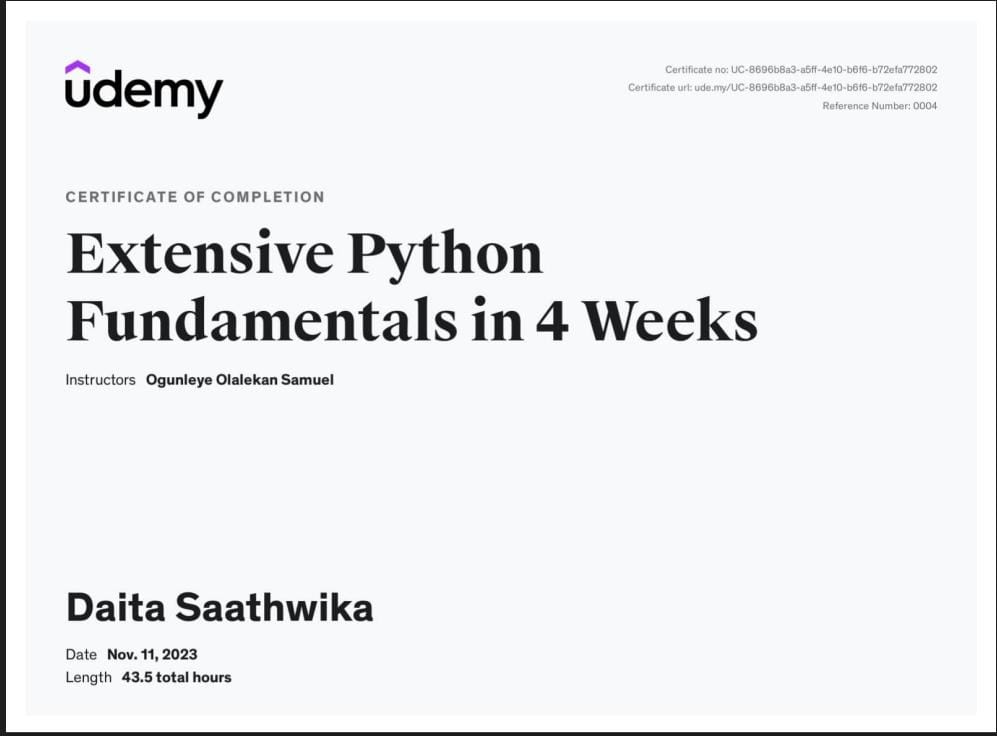 udemy
Certificate no: UC-8696b8a3-a5ff-4e10-b6f6-b72efa772802
Certificate url: ude.my/UC-8696b8a3-a5ff-4e10-b6f6-b72efa772802
Reference Number: 0004
CERTIFICATE OF COMPLETION
Extensive Python
Fundamentals in 4 Weeks
Instructors Ogunleye Olalekan Samuel
Daita Saathwika
Date Nov. 11, 2023
Length 43.5 total hours